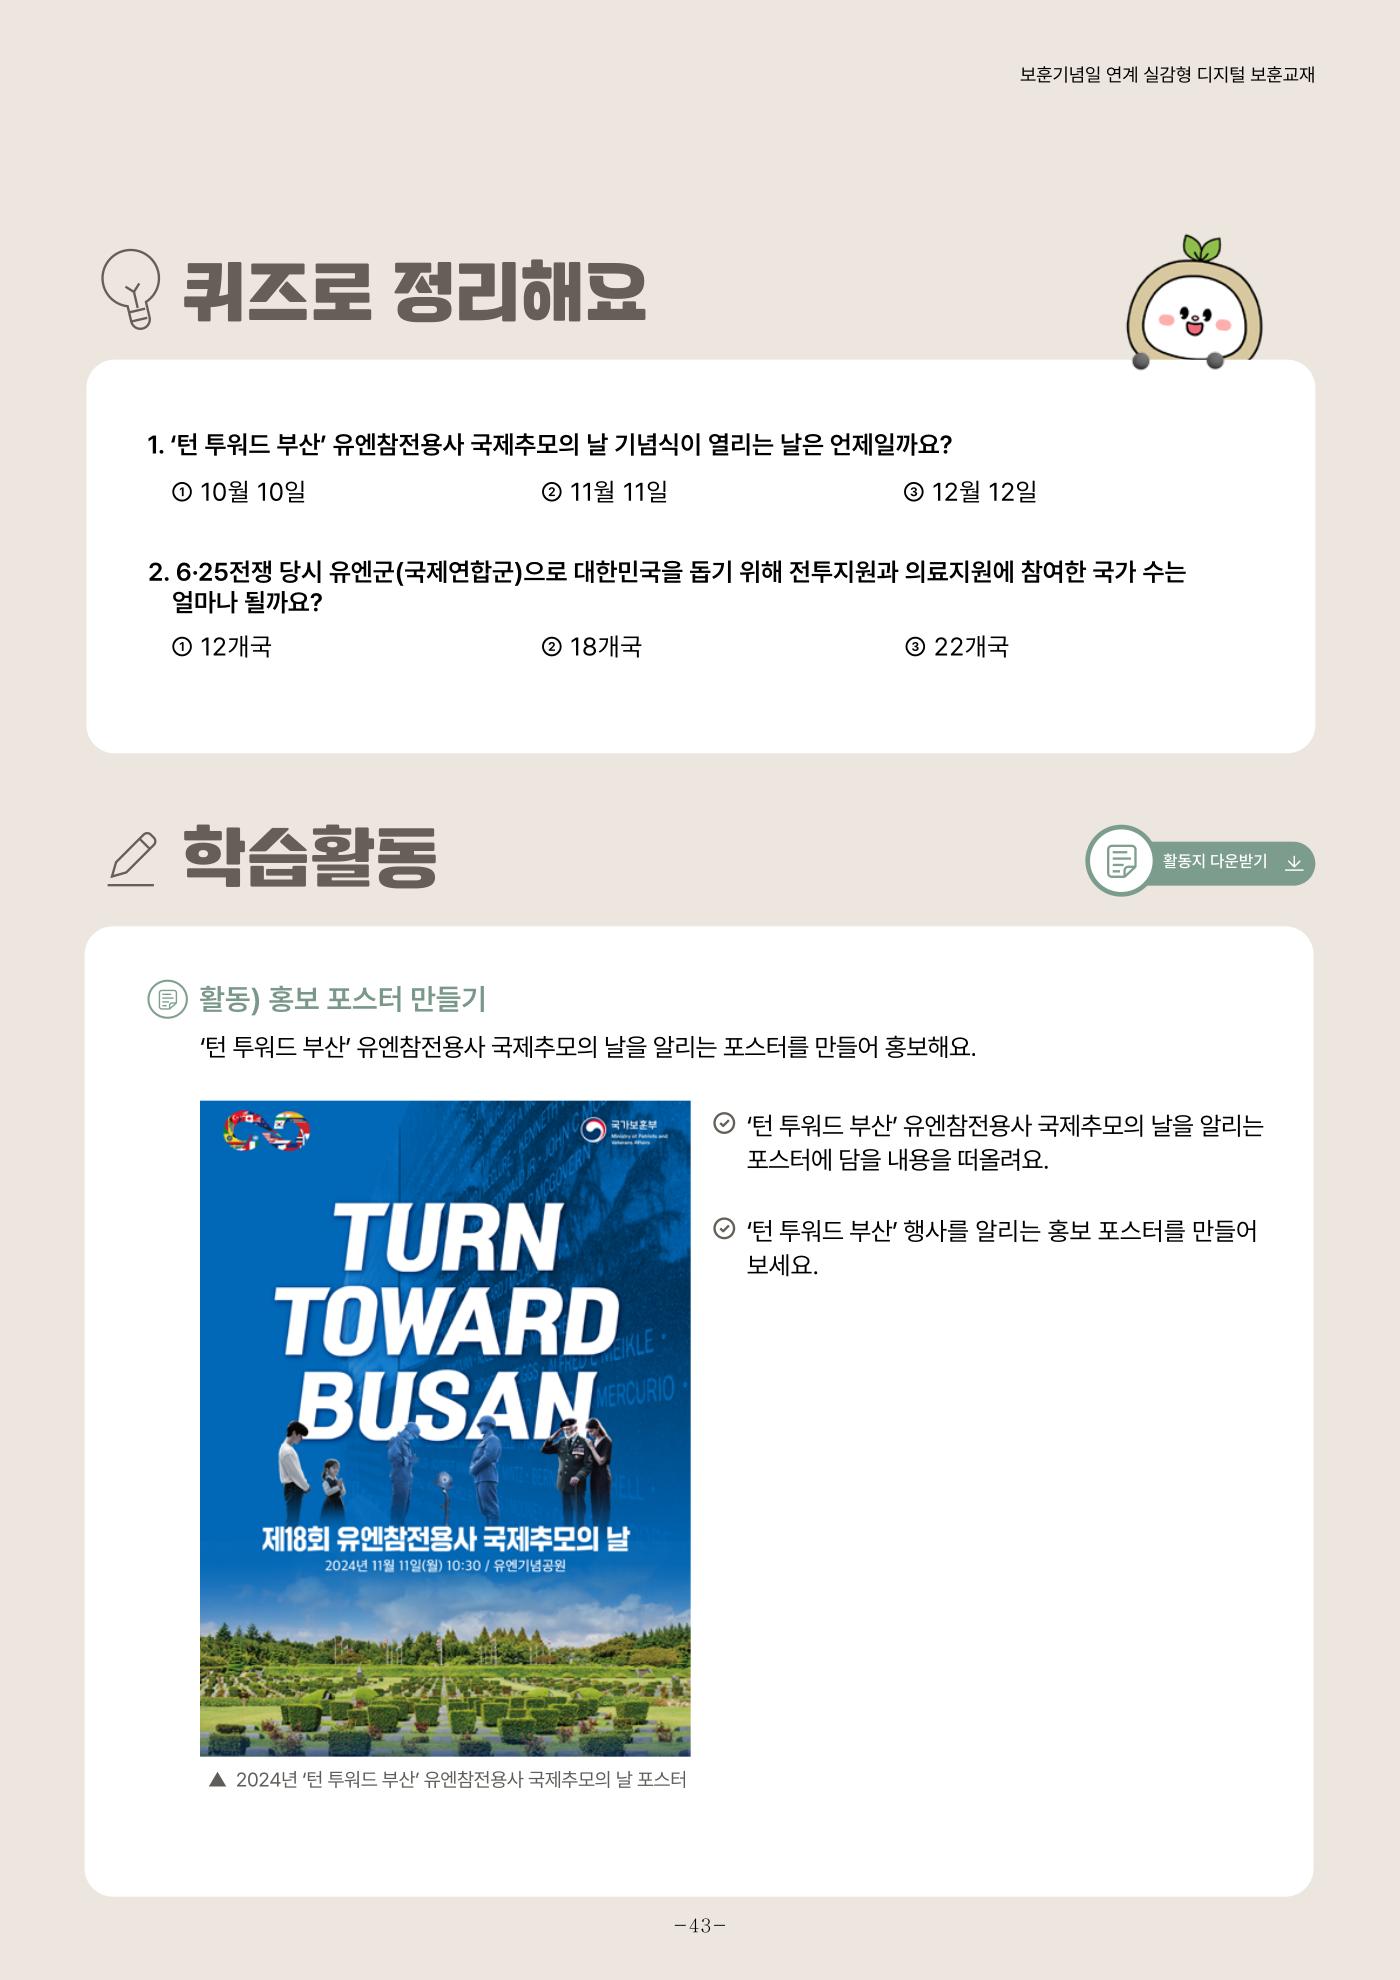 보훈기념일 연계 실감형 디지털 보훈교재
퀴즈로 정리해요
1. ‘턴 투워드 부산’ 유엔참전용사 국제추모의 날 기념식이 열리는 날은 언제일까요?
① 10월 10일 ② 11월 11일 ③ 12월 12일
2. 6·25전쟁 당시 유엔군(국제연합군)으로 대한민국을 돕기 위해 전투지원과 의료지원에 참여한 국가 수는
얼마나 될까요?
① 12개국 ② 18개국 ③ 22개국
학습활동
활동지 다운받기
활동) 홍보 포스터 만들기
‘턴 투워드 부산’ 유엔참전용사 국제추모의 날을 알리는 포스터를 만들어 홍보해요.
국가보훈부
Ministry of Patriots and
Veterans Affairs
TURN
TOWARD
BUSAN
MEIKLE
MERCURIO
제18회 유엔참전용사 국제추모의 날
2024년 11월 11일(월) 10:30 / 유엔기념공원
▲ 2024년 ‘턴 투워드 부산’ 유엔참전용사 국제추모의 날 포스터
‘턴 투워드 부산’ 유엔참전용사 국제추모의 날을 알리는
포스터에 담을 내용을 떠올려요.
‘턴 투워드 부산’ 행사를 알리는 홍보 포스터를 만들어
보세요.
-43-